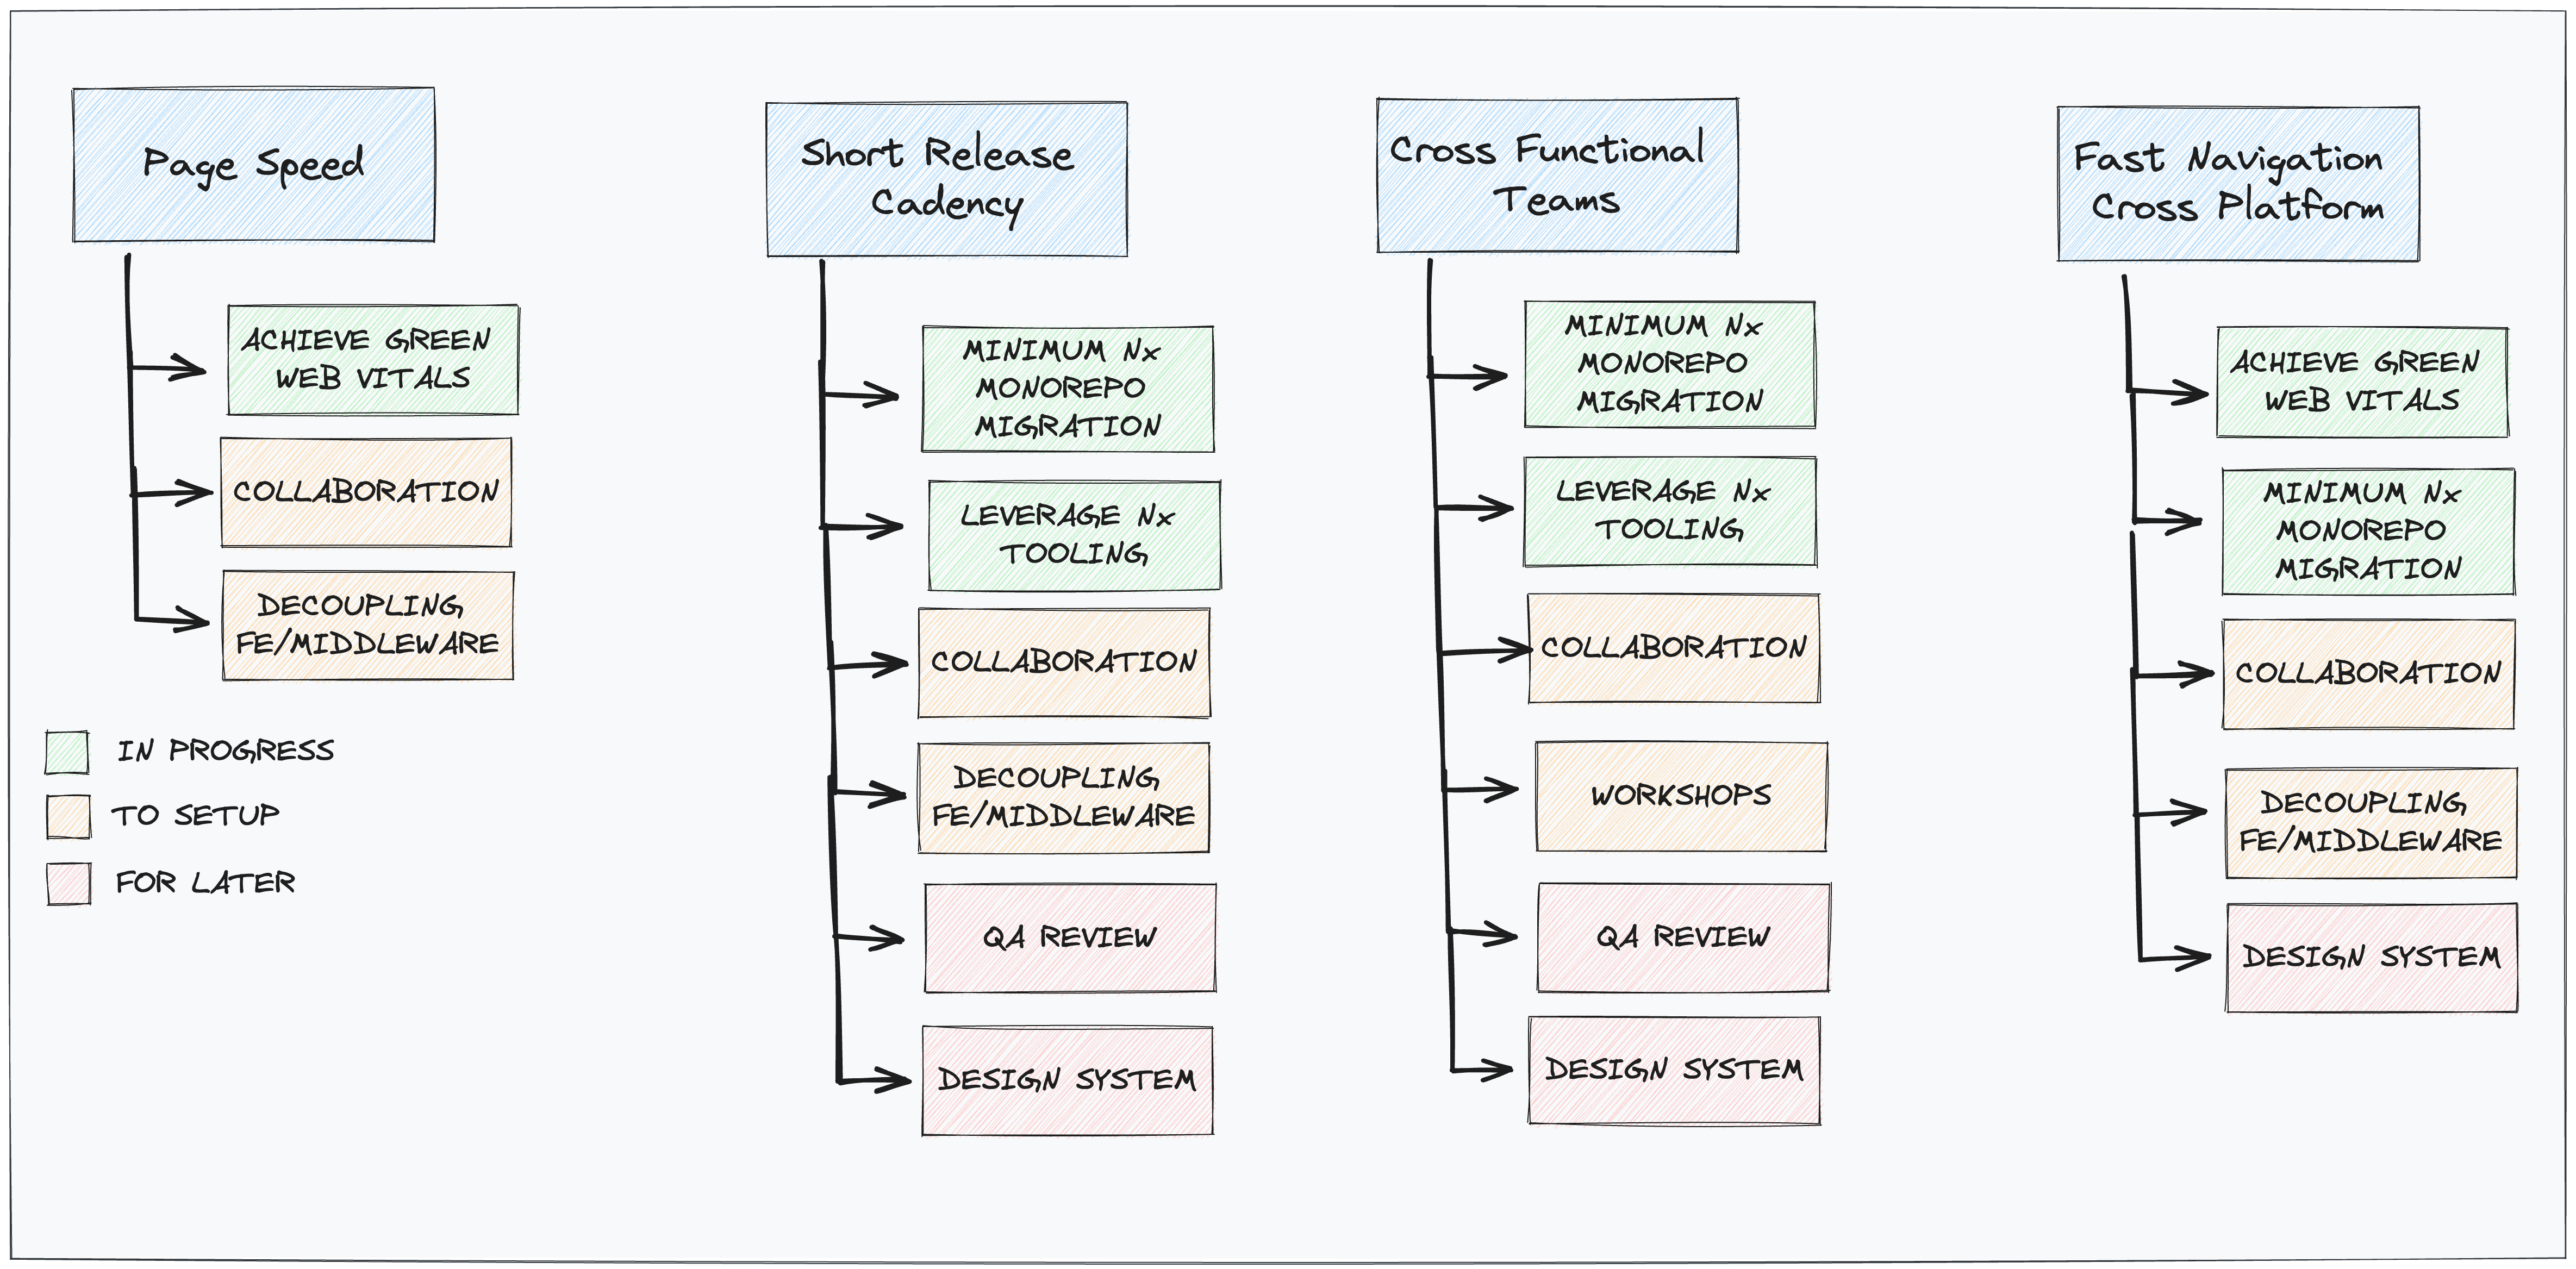 Page Speed
ACHIEVE GREEN
WEB VITALS
COLLABORATION
DECOUPLING
FE/MIDDLEWARE
IN PROGRESS
TO SETUP
FOR LATER
Short Release
Cadency
MINIMUM Nx
MONOREPO
MIGRATION
LEVERAGE Nx
TOOLING
COLLABORATION
DECOUPLING
FE/MIDDLEWARE
QA REVIEW
DESIGN SYSTEM
Cross Functional
Teams
MINIMUM Nx
MONOREPO
MIGRATION
LEVERAGE Nx
TOOLING
COLLABORATION
WORKSHOPS
QA REVIEW
DESIGN SYSTEM
Fast Navigation
Cross Platform
ACHIEVE GREEN
WEB VITALS
MINIMUM Nx
MONOREPO
MIGRATION
COLLABORATION
DECOUPLING
FE/MIDDLEWARE
DESIGN SYSTEM